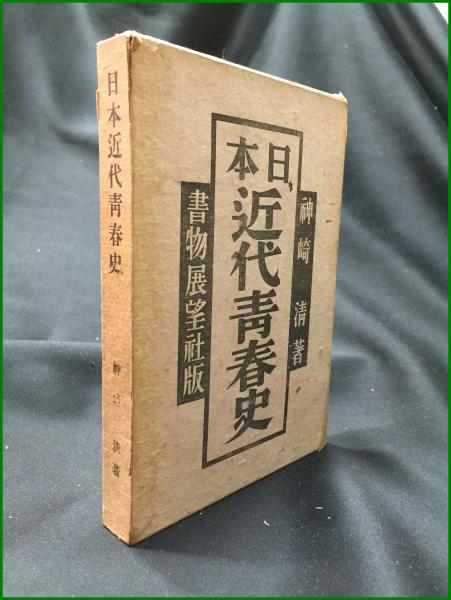 日本近代青春史
神崎清著
日本
近代青春史
神崎清著
書物展望社版